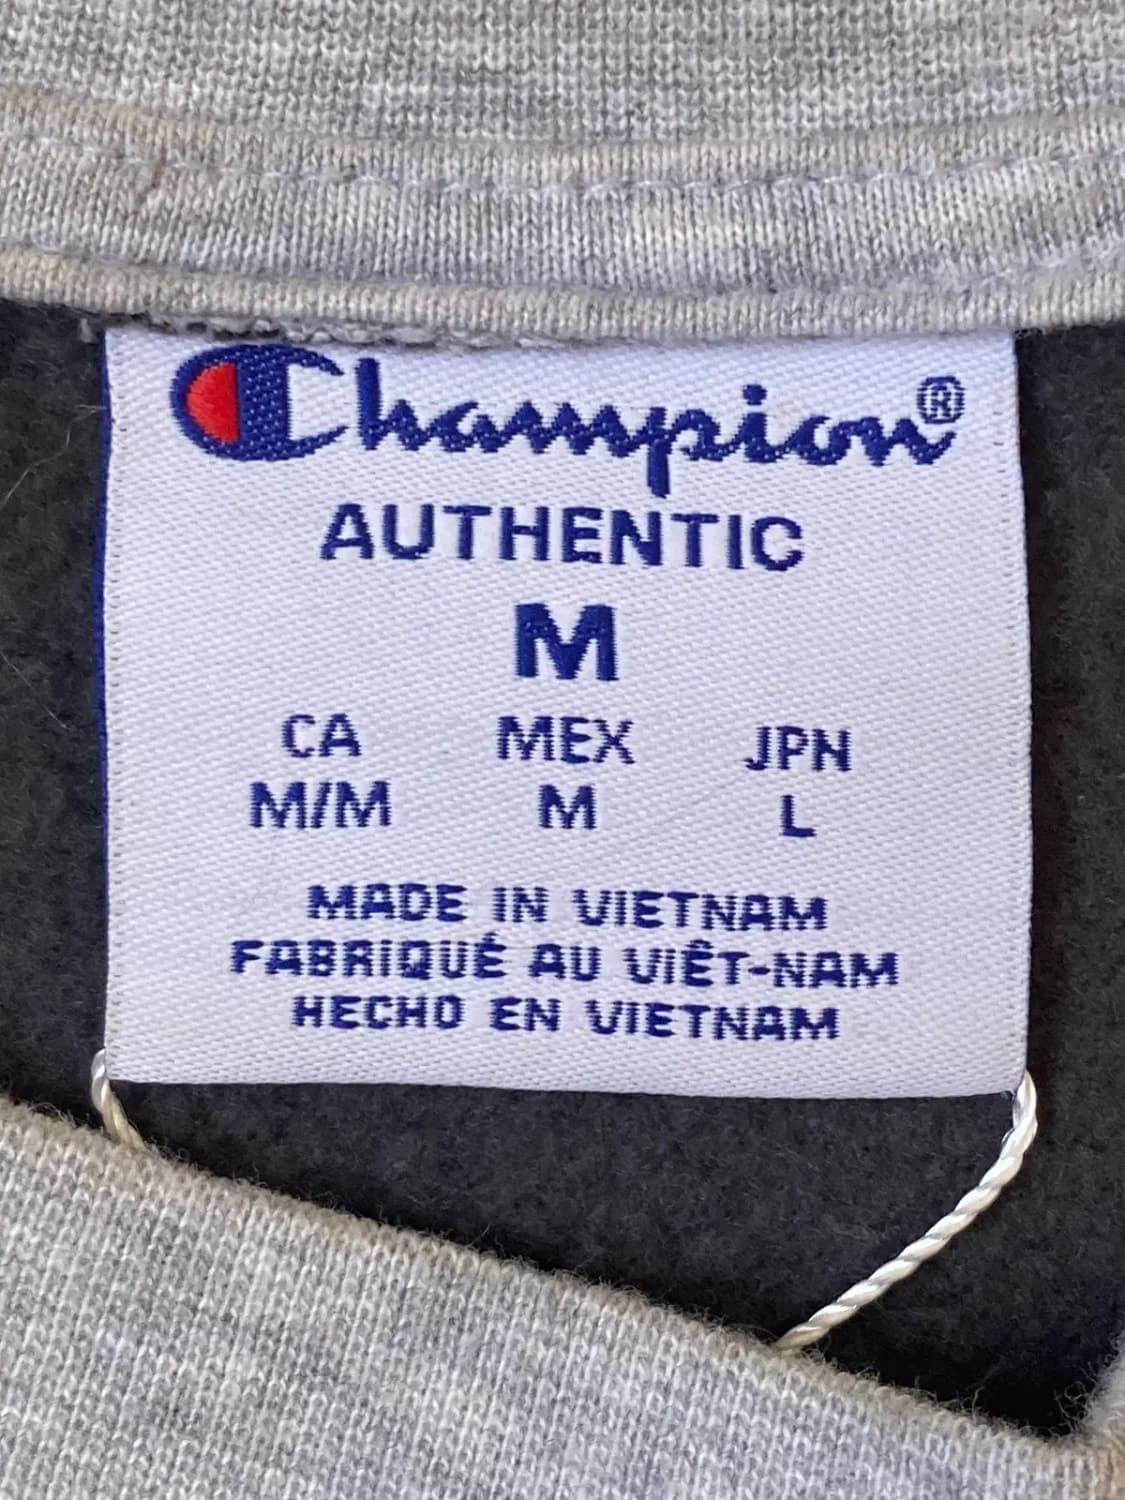 Champion®
AUTHENTIC
M
CA MEX JPN
M/M M L
MADE IN VIETNAM
FABRIQUÉ AU VIÊT-NAM
HECHO EN VIETNAM